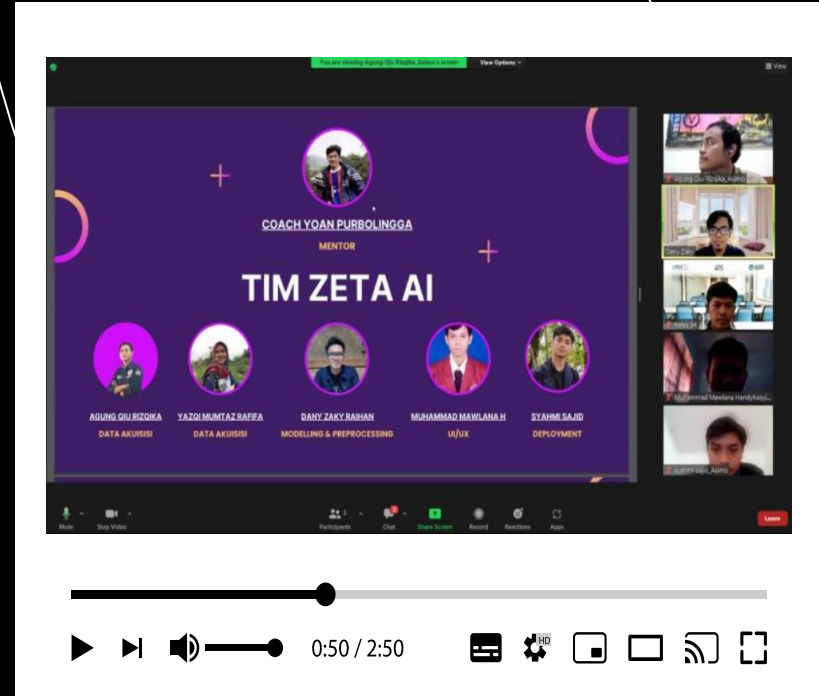 You are viewing Agung Qiu Rizqika_Asimo's screen
View Options
View
COACH YOAN PURBOLINGGA
MENTOR
TIM ZETA AI
AGUNG QIU RIZQIKA
DATA AKUISISI
YAZQI MUMTAZ RAFIFA
DATA AKUISISI
DANY ZAKY RAIHAN
MODELLING & PREPROCESSING
MUHAMMAD MAWLANA H
UI/UX
SYAHMI SAJID
DEPLOYMENT
Agung Qiu Rizqika_Asimo
Dany Zaky
Muhammad Mawlana Handyhasyi...
syahmi sajid_Asimo
Mute
Stop Video
Participants
Chat
Share Screen
Record
Reactions
Apps
Leave
0:50 / 2:50
HD